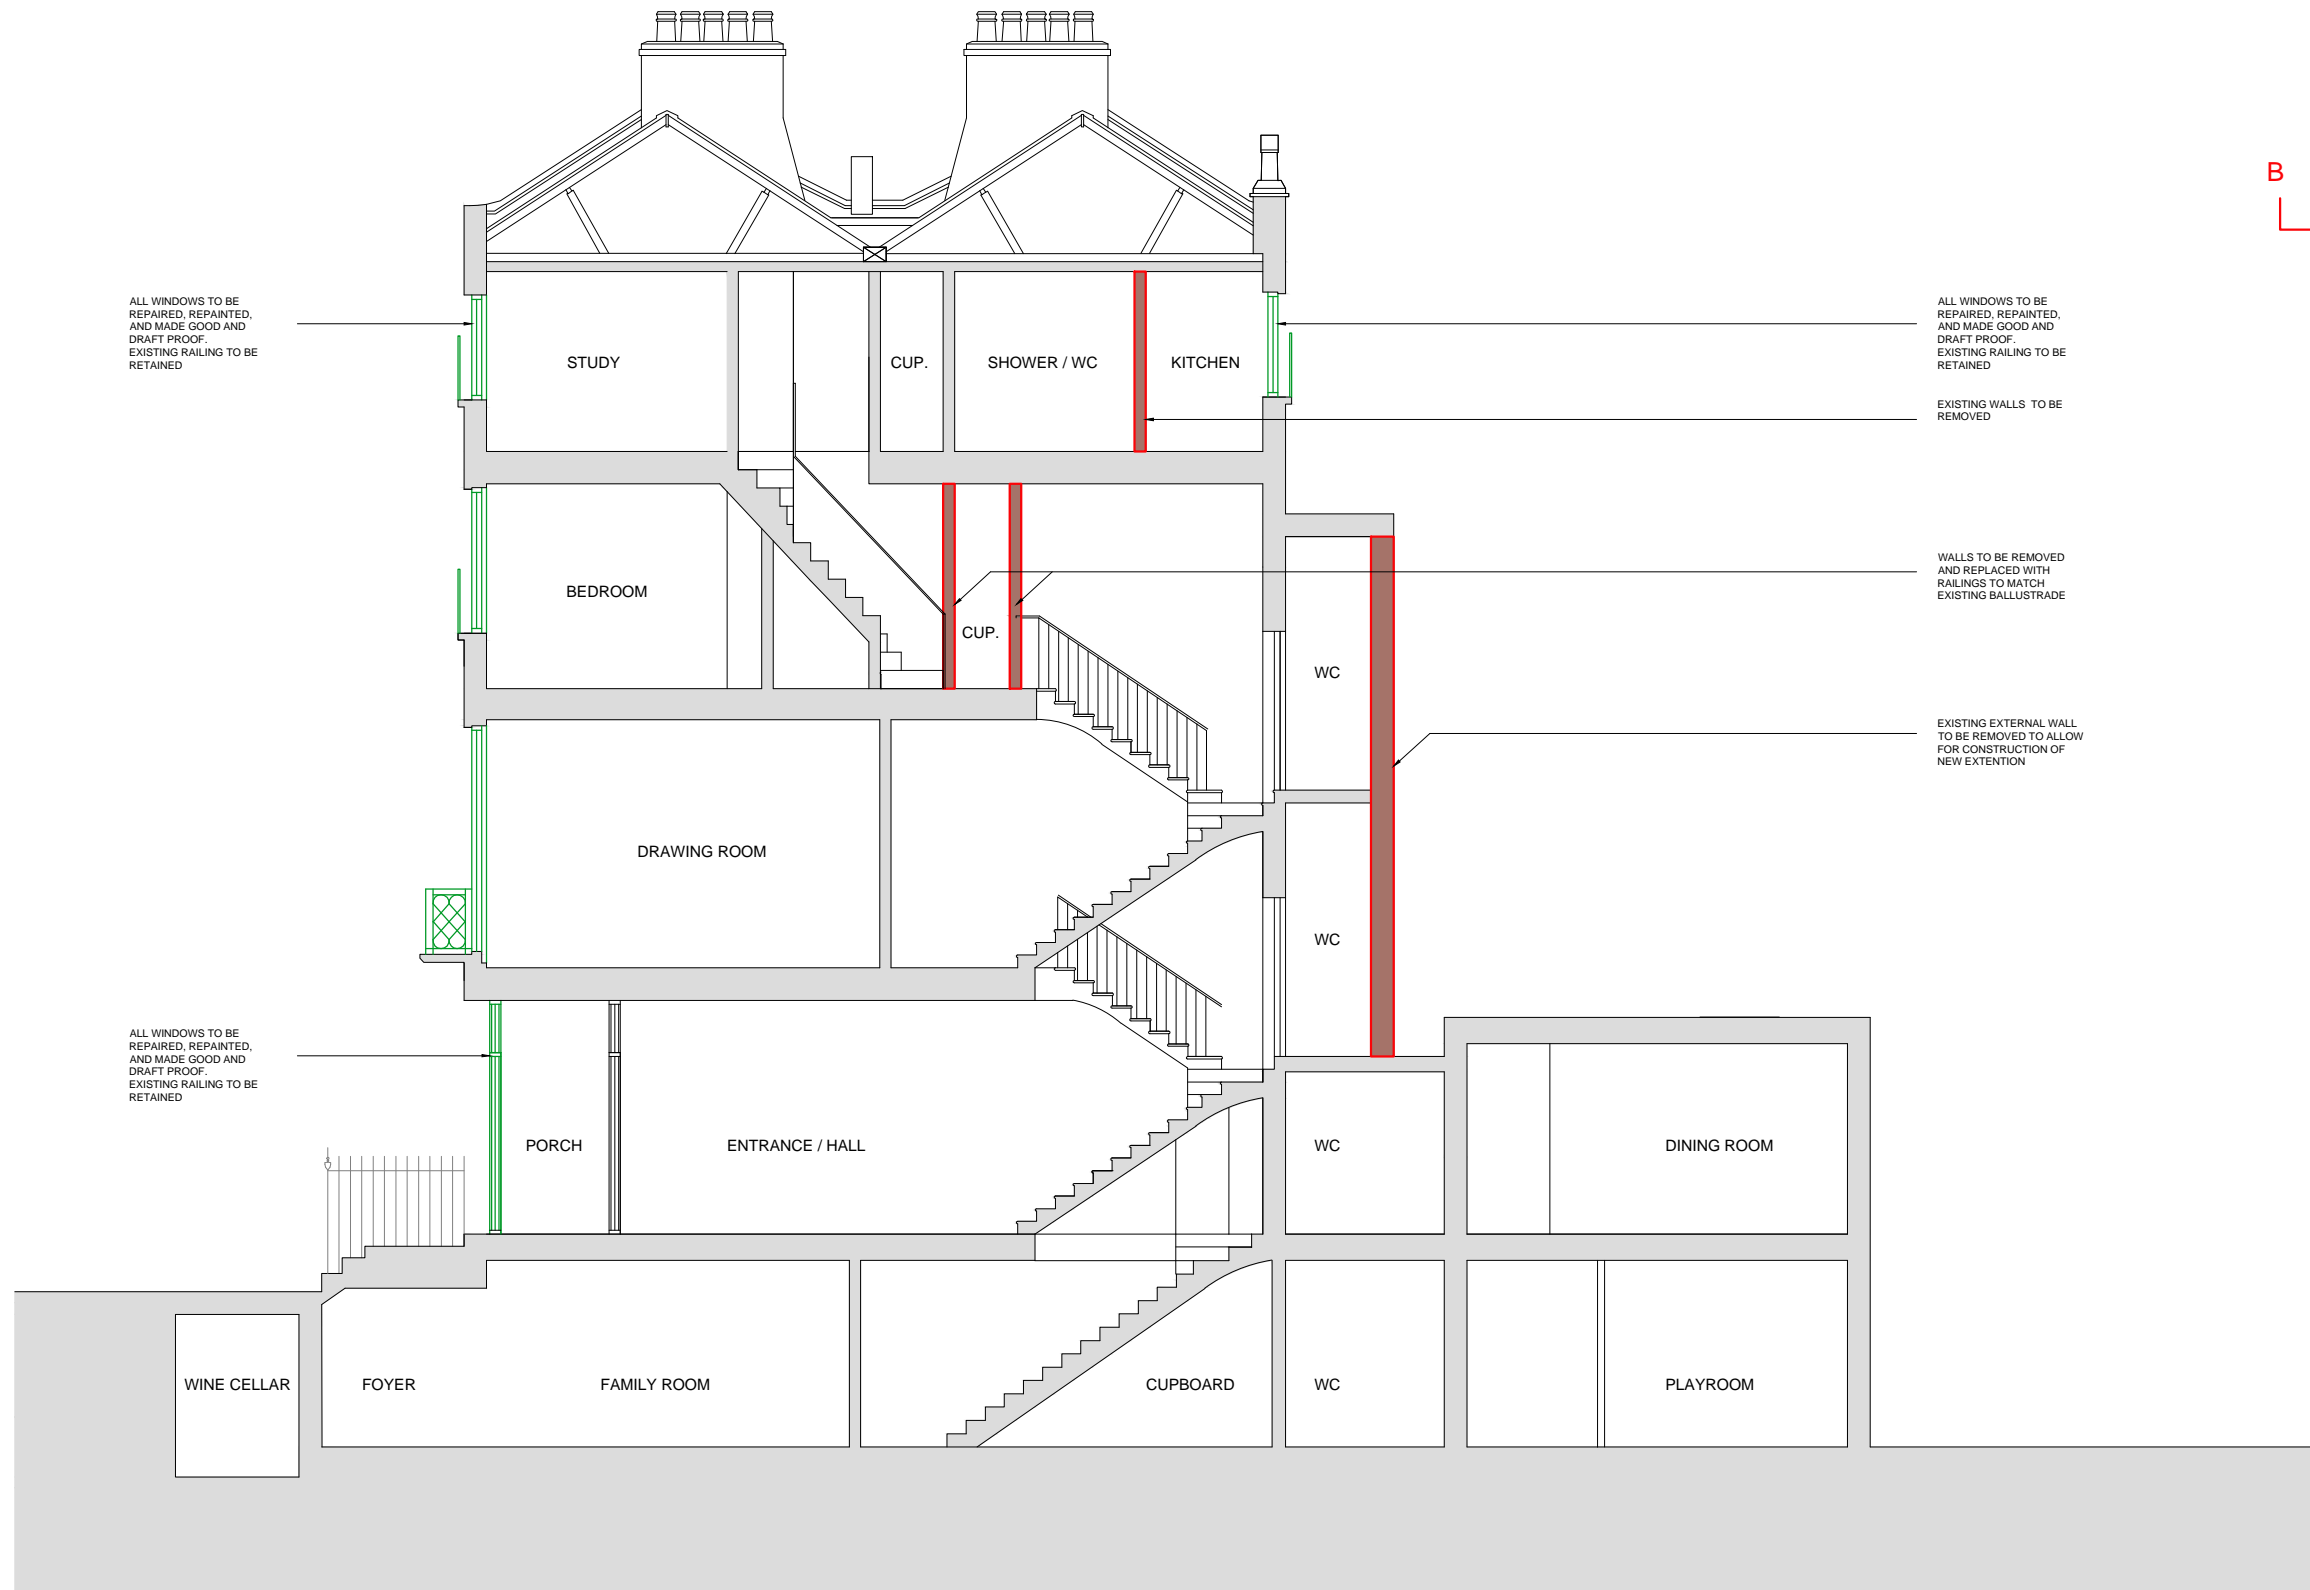 B
ALL WINDOWS TO BE
REPAIRED, REPAINTED,
AND MADE GOOD AND
DRAFT PROOF.
EXISTING RAILING TO BE
RETAINED
ALL WINDOWS TO BE
REPAIRED, REPAINTED,
AND MADE GOOD AND
DRAFT PROOF.
EXISTING RAILING TO BE
RETAINED
STUDY
CUP.
SHOWER / WC
KITCHEN
EXISTING WALLS TO BE
REMOVED
WALLS TO BE REMOVED
AND REPLACED WITH
RAILINGS TO MATCH
EXISTING BALLUSTRADE
BEDROOM
CUP.
WC
EXISTING EXTERNAL WALL
TO BE REMOVED TO ALLOW
FOR CONSTRUCTION OF
NEW EXTENTION
DRAWING ROOM
WC
ALL WINDOWS TO BE
REPAIRED, REPAINTED,
AND MADE GOOD AND
DRAFT PROOF.
EXISTING RAILING TO BE
RETAINED
PORCH
ENTRANCE / HALL
WC
DINING ROOM
WINE CELLAR
FOYER
FAMILY ROOM
CUPBOARD
WC
PLAYROOM